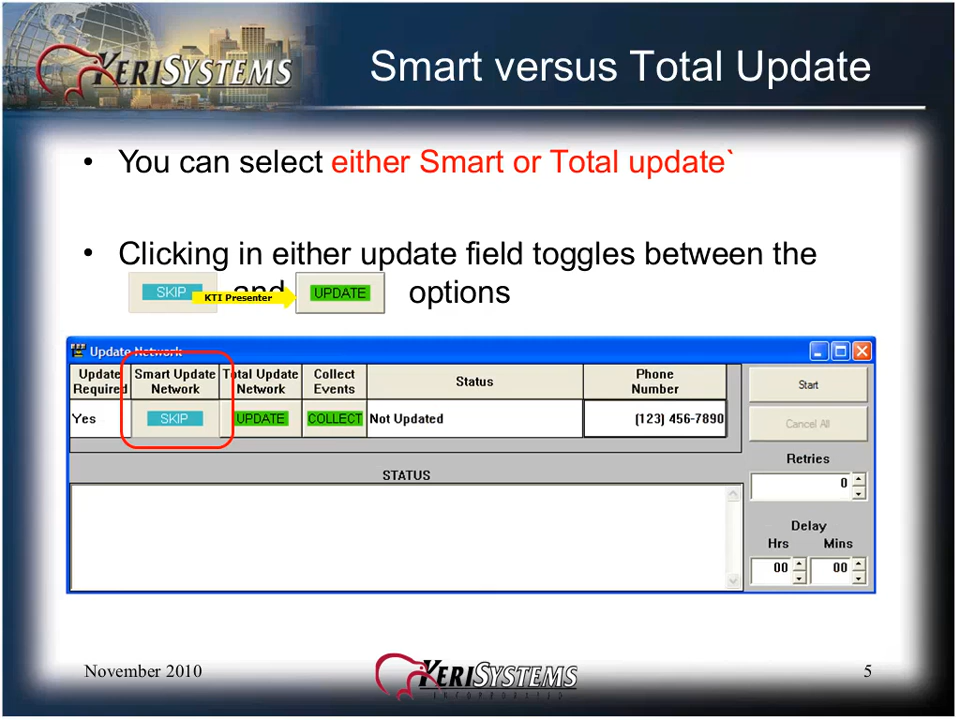 KERISYSTEMS
Smart versus Total Update
• You can select either Smart or Total update`
• Clicking in either update field toggles between the
SKIP and KTI Presenter UPDATE options
Update Network
Update Required Smart Update Network Total Update Network Collect Events Status Phone Number Start
Yes SKIP UPDATE COLLECT Not Updated (123) 456-7890 Cancel All
Retries
0
STATUS
Delay
Hrs Mins
00 00
November 2010 KERISYSTEMS 5
INCORPORATED